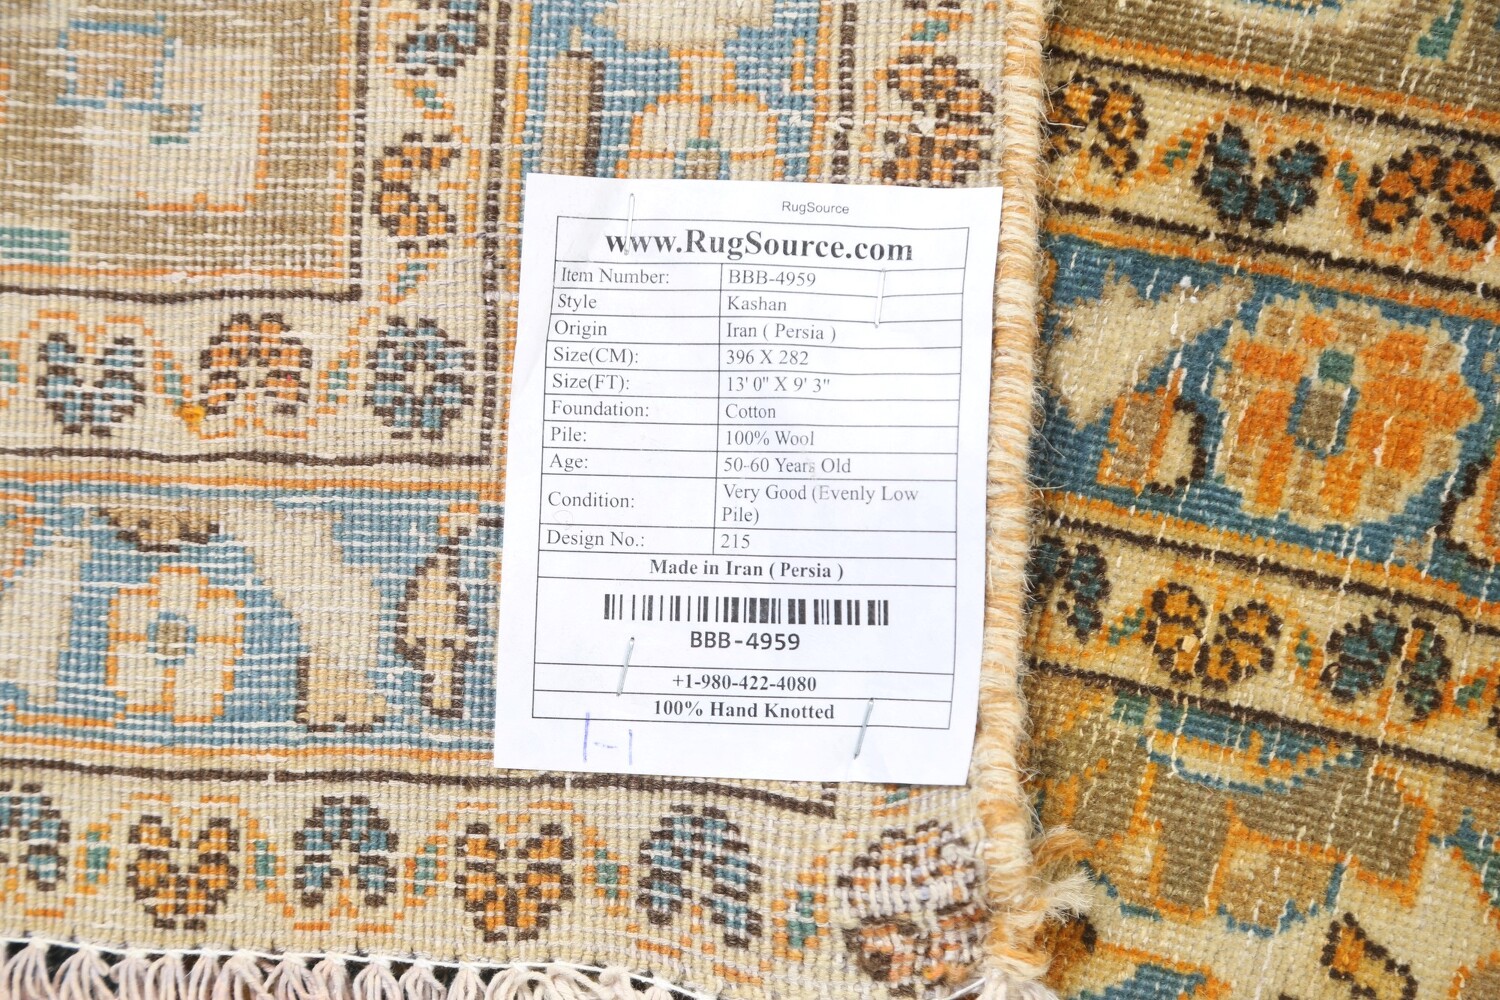 RugSource
www.RugSource.com
Item Number: BBB-4959
Style Kashan
Origin Iran ( Persia )
Size(CM): 396 X 282
Size(FT): 13' 0" X 9' 3"
Foundation: Cotton
Pile: 100% Wool
Age: 50-60 Years Old
Condition: Very Good (Evenly Low
Pile)
Design No.: 215
Made in Iran ( Persia )
BBB-4959
+1-980-422-4080
100% Hand Knotted